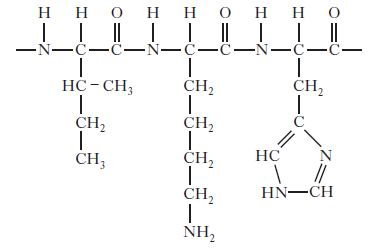 H H O H H O H H O
N C C N C C N C C
HC – CH₃ CH₂ CH₂
CH₂ CH₂ C
CH₃ CH₂ HC N
CH₂ HN CH
NH₂